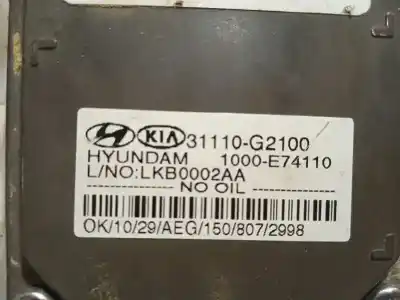 KIA 31110-G2100
HYUNDAM 1000-E74110
L/NO:LKB0002AA
---------- NO OIL ----------
OK/10/29/AEG/150/807/2998